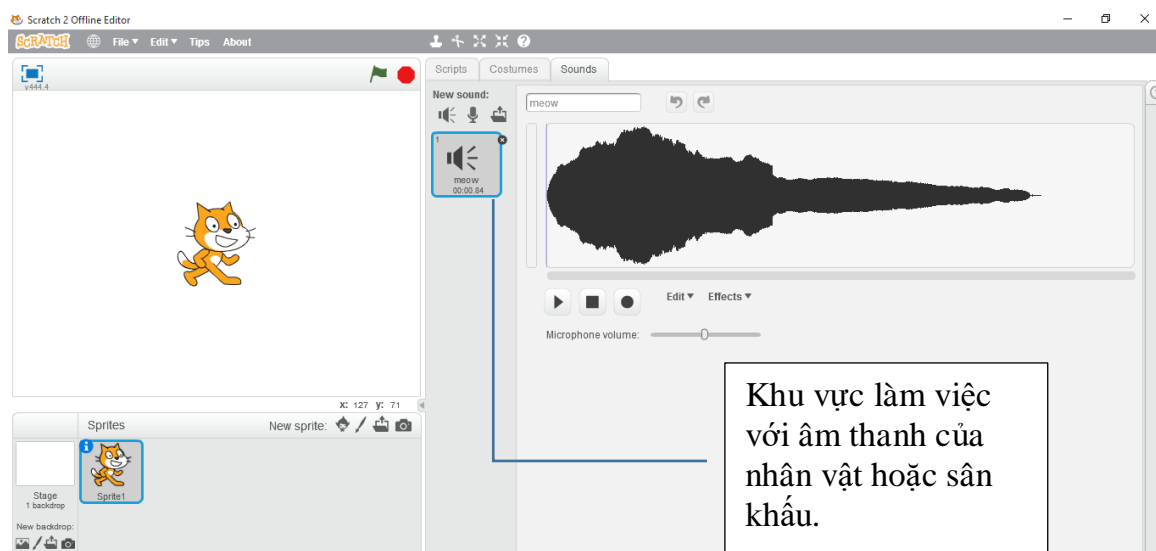 Scratch 2 Offline Editor
SCRATCH File Edit Tips About
v444.4
Scripts Costumes Sounds
New sound:
meow
1
meow
00:00.84
Edit Effects
Microphone volume:
Khu vực làm việc
với âm thanh của
nhân vật hoặc sân
khấu.
X: 127 y: 71
Sprites New sprite:
Stage
1 backdrop
Sprite1
New backdrop: